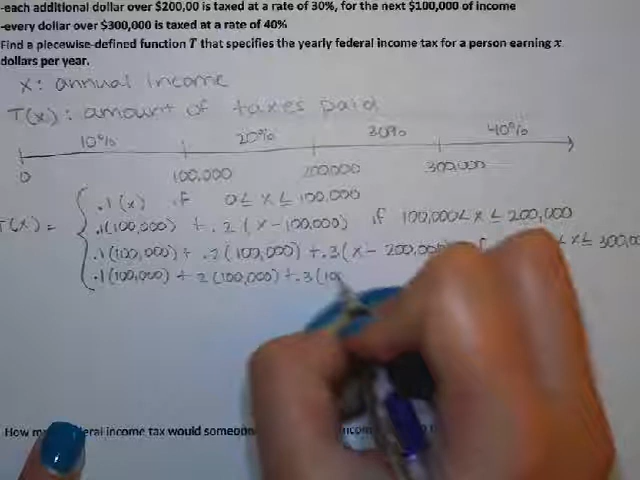 -each additional dollar over $200,00 is taxed at a rate of 30%, for the next $100,000 of income
-every dollar over $300,000 is taxed at a rate of 40%
Find a piecewise-defined function T that specifies the yearly federal income tax for a person earning x
dollars per year.
x: annual income
T(x): amount of taxes paid
10% 20% 30% 40%
0 100,000 200,000 300,000
T(x) = .1(x) if 0 ≤ x ≤ 100,000
.1(100,000) + .2(x-100,000) if 100,000 < x ≤ 200,000
.1(100,000) + .2(100,000) + .3(x-200,000) < x ≤ 300,00
.1(100,000) + 2(100,000) + .3(10
How eral income tax would